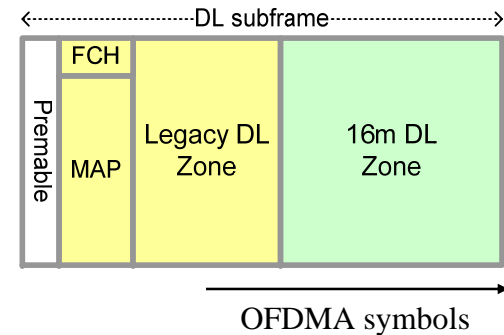 DL subframe
Premable
FCH
MAP
Legacy DL
Zone
16m DL
Zone
OFDMA symbols